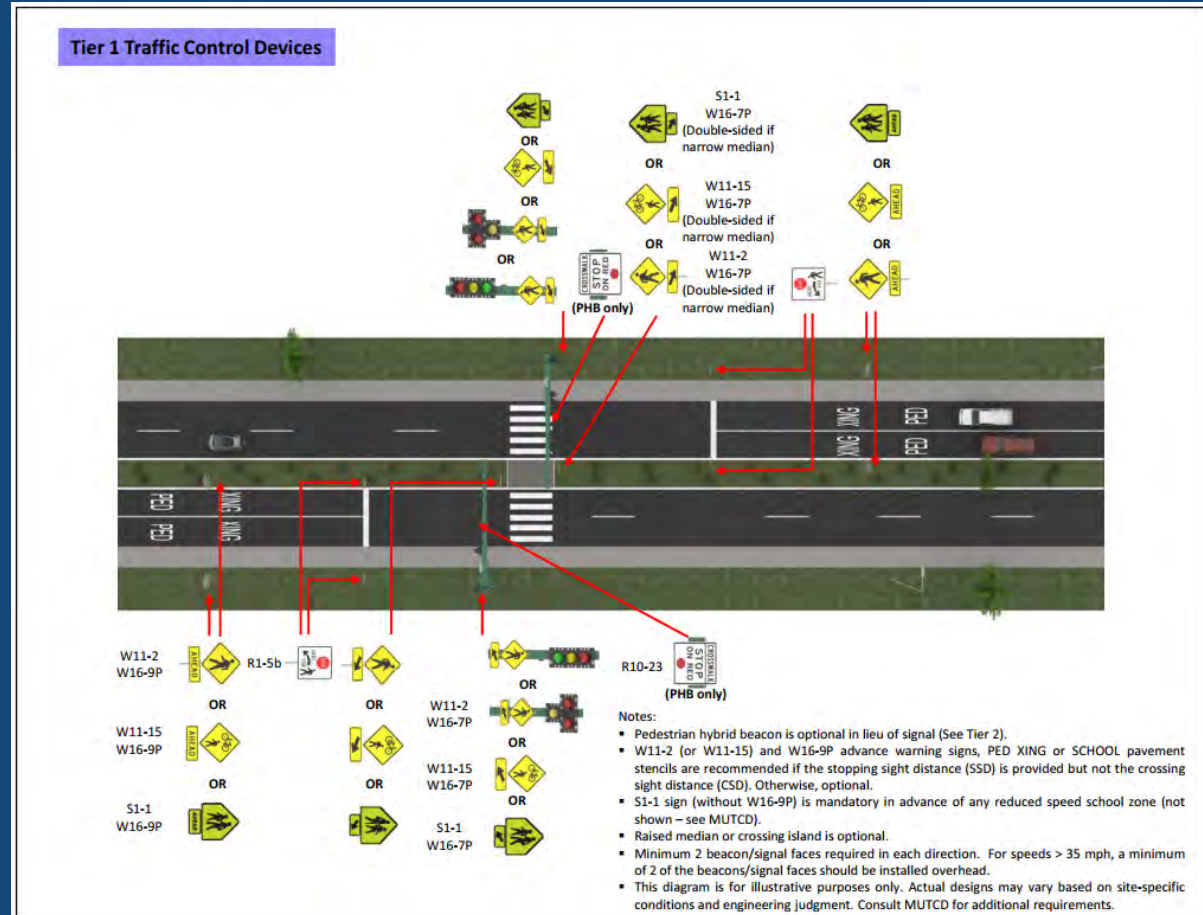 Tier 1 Traffic Control Devices
S1-1
W16-7P
(Double-sided if
narrow median)
OR
OR
OR
AHEAD
OR
W11-15
W16-7P
(Double-sided if
narrow median)
OR
OR
AHEAD
OR
OR
W11-2
W16-7P
(Double-sided if
narrow median)
CROSSWALK
STOP
ON RED
(PHB only)
AHEAD
XING
PED
XING
PED
PED
XING
PED
XING
W11-2
W16-9P
AHEAD
R1-5b
R10-23
CROSSWALK
STOP
ON RED
(PHB only)
OR
OR
OR
W11-2
W16-7P
W11-15
W16-9P
AHEAD
OR
W11-15
W16-7P
OR
OR
OR
S1-1
W16-9P
AHEAD
S1-1
W16-7P
Notes:
▪ Pedestrian hybrid beacon is optional in lieu of signal (See Tier 2).
▪ W11-2 (or W11-15) and W16-9P advance warning signs, PED XING or SCHOOL pavement
stencils are recommended if the stopping sight distance (SSD) is provided but not the crossing
sight distance (CSD). Otherwise, optional.
▪ S1-1 sign (without W16-9P) is mandatory in advance of any reduced speed school zone (not
shown – see MUTCD).
▪ Raised median or crossing island is optional.
▪ Minimum 2 beacon/signal faces required in each direction. For speeds > 35 mph, a minimum
of 2 of the beacons/signal faces should be installed overhead.
▪ This diagram is for illustrative purposes only. Actual designs may vary based on site-specific
conditions and engineering judgment. Consult MUTCD for additional requirements.